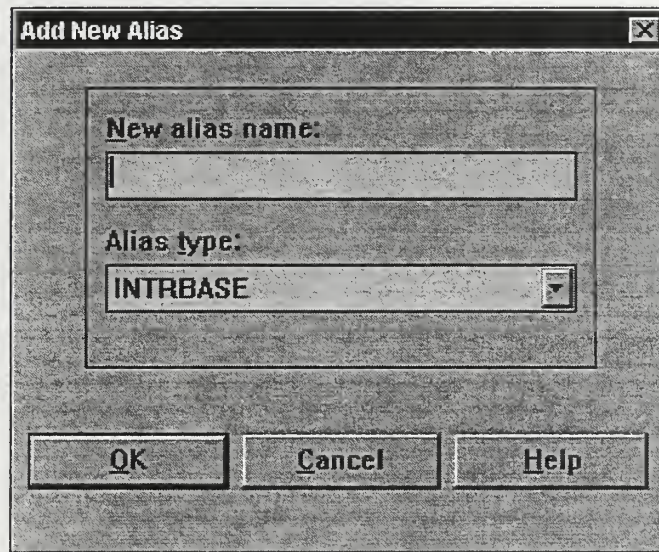 Add New Alias
New alias name:
Alias type:
INTRBASE
OK
Cancel
Help